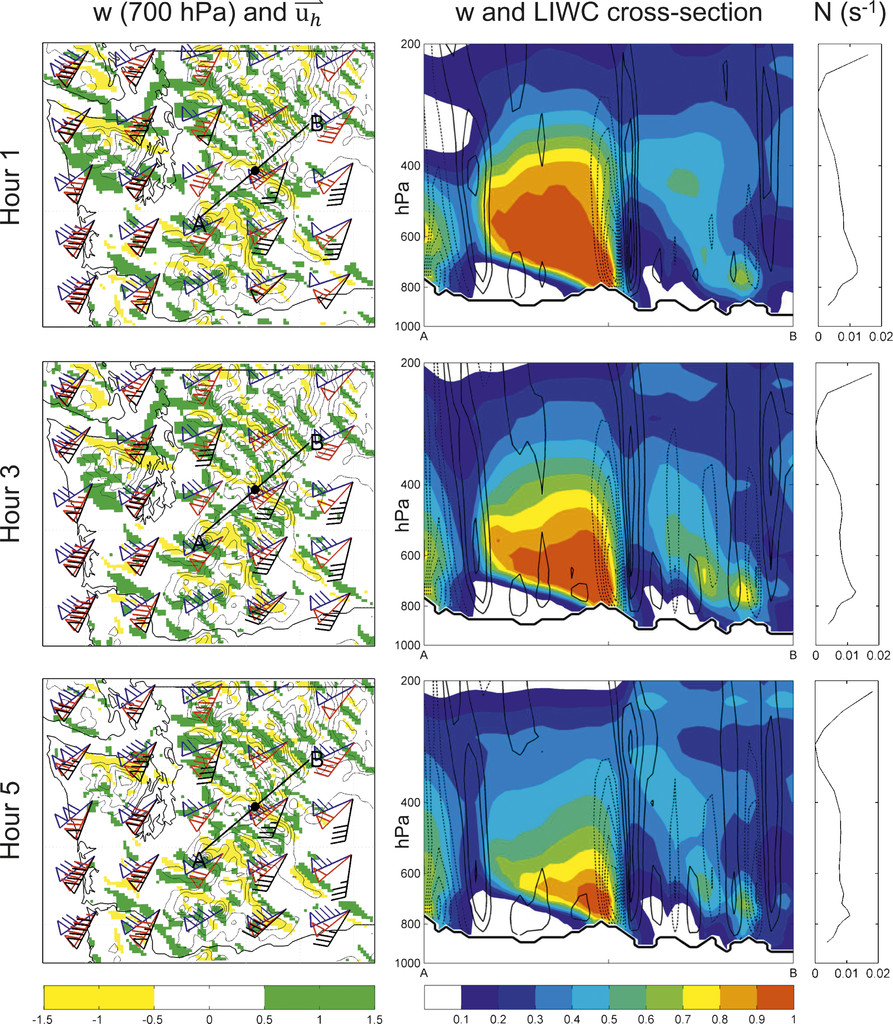 w (700 hPa) and u_h
w and LIWC cross-section
N (s-1)
Hour 1
A
B
hPa
200
400
600
800
1000
A
B
0
0.01
0.02
Hour 3
A
B
hPa
200
400
600
800
1000
A
B
0
0.01
0.02
Hour 5
A
B
hPa
200
400
600
800
1000
A
B
0
0.01
0.02
-1.5 -1 -0.5 0 0.5 1 1.5
0.1 0.2 0.3 0.4 0.5 0.6 0.7 0.8 0.9 1